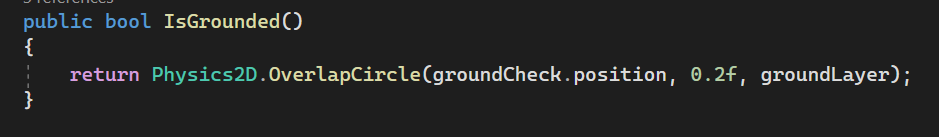 public bool IsGrounded()
{
return Physics2D.OverlapCircle(groundCheck.position, 0.2f, groundLayer);
}